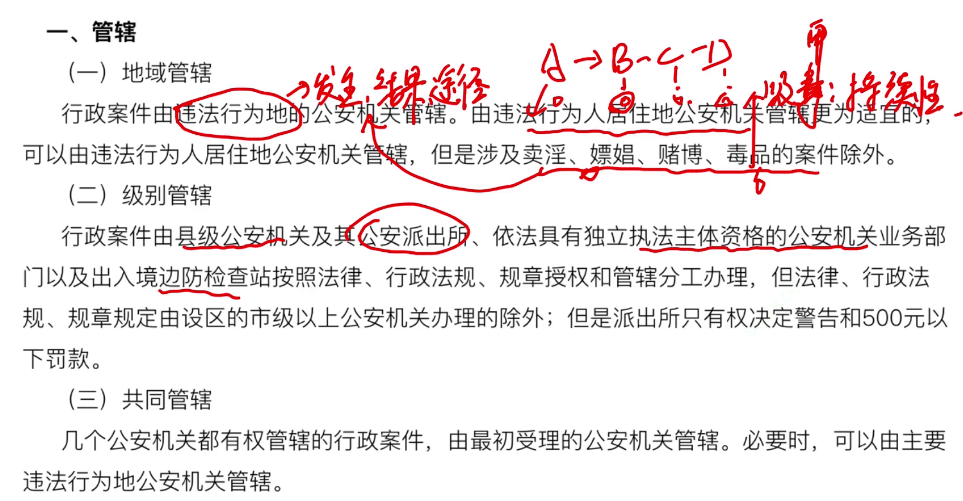 一、管辖
（一）地域管辖
→发生、结果、途径
A→B→C→D
吸毒：持续性
行政案件由违法行为地的公安机关管辖。由违法行为人居住地公安机关管辖更为适宜的，
可以由违法行为人居住地公安机关管辖，但是涉及卖淫、嫖娼、赌博、毒品的案件除外。
（二）级别管辖
行政案件由县级公安机关及其公安派出所、依法具有独立执法主体资格的公安机关业务部
门以及出入境边防检查站按照法律、行政法规、规章授权和管辖分工办理，但法律、行政法
规、规章规定由设区的市级以上公安机关办理的除外；但是派出所只有权决定警告和500元以
下罚款。
（三）共同管辖
几个公安机关都有权管辖的行政案件，由最初受理的公安机关管辖。必要时，可以由主要
违法行为地公安机关管辖。